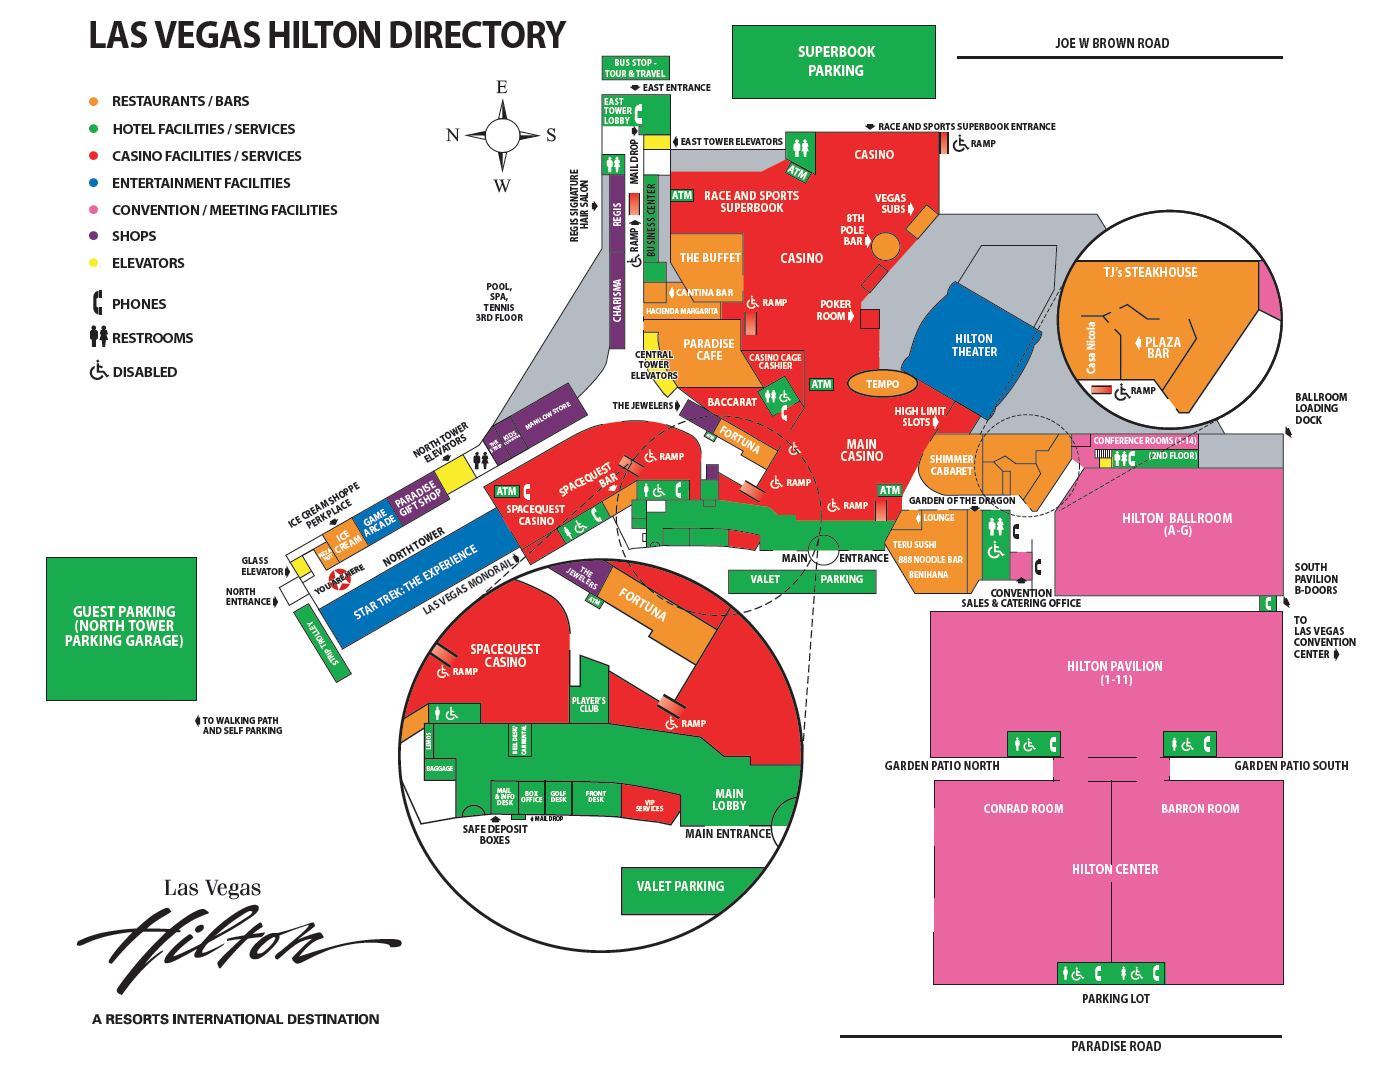 LAS VEGAS HILTON DIRECTORY
RESTAURANTS / BARS
HOTEL FACILITIES / SERVICES
CASINO FACILITIES / SERVICES
ENTERTAINMENT FACILITIES
CONVENTION / MEETING FACILITIES
SHOPS
ELEVATORS
PHONES
RESTROOMS
DISABLED
E
N
S
W
BUS STOP -
TOUR & TRAVEL
EAST ENTRANCE
SUPERBOOK
PARKING
JOE W BROWN ROAD
EAST
TOWER
LOBBY
MAIL DROP
EAST TOWER ELEVATORS
RACE AND SPORTS SUPERBOOK ENTRANCE
RAMP
CASINO
ATM
ATM
RACE AND SPORTS
SUPERBOOK
REGIS SIGNATURE
HAIR SALON
REGIS
RAMP
BUSINESS CENTER
VEGAS
SUBS
8TH
POLE
BAR
THE BUFFET
CASINO
CHARISMA
CANTINA BAR
HACIENDA MARGARITA
RAMP
POKER
ROOM
POOL,
SPA,
TENNIS
3RD FLOOR
PARADISE
CAFE
CENTRAL
TOWER
ELEVATORS
CASINO CAGE
CASHIER
ATM
TEMPO
HILTON
THEATER
TJ's STEAKHOUSE
Casa Nicola
PLAZA
BAR
RAMP
THE JEWELERS
BACCARAT
ATM
FORTUNA
HIGH LIMIT
SLOTS
MAIN
CASINO
BALLROOM
LOADING
DOCK
NORTH TOWER
ELEVATORS
KIDS
MANILOW STORE
CONFERENCE ROOMS (1-14)
(2ND FLOOR)
SHIMMER
CABARET
RAMP
SPACEQUEST
BAR
RAMP
RAMP
ATM
ATM
SPACEQUEST
CASINO
GARDEN OF THE DRAGON
LOUNGE
TERU SUSHI
888 NOODLE BAR
BENIHANA
HILTON BALLROOM
(A-G)
ICE CREAM SHOPPE
PERK PLACE
PARADISE
GIFT SHOP
GAME
ARCADE
ICE
CREAM
NORTH TOWER
GLASS
ELEVATOR
YOU ARE HERE
NORTH
ENTRANCE
STAR TREK: THE EXPERIENCE
LAS VEGAS MONORAIL
STRIP TROLLEY
MAIN ENTRANCE
VALET PARKING
CONVENTION
SALES & CATERING OFFICE
SOUTH
PAVILION
B-DOORS
TO
LAS VEGAS
CONVENTION
CENTER
GUEST PARKING
(NORTH TOWER
PARKING GARAGE)
TO WALKING PATH
AND SELF PARKING
THE
JEWELERS
ATM
FORTUNA
SPACEQUEST
CASINO
RAMP
PLAYER'S
CLUB
RAMP
LIMOS
BELL DESK/
CAR RENTAL
BAGGAGE
MAIL
& INFO
DESK
BOX
OFFICE
GOLF
DESK
FRONT
DESK
VIP
SERVICES
MAIN
LOBBY
MAIL DROP
SAFE DEPOSIT
BOXES
MAIN ENTRANCE
VALET PARKING
HILTON PAVILION
(1-11)
GARDEN PATIO NORTH
GARDEN PATIO SOUTH
CONRAD ROOM
BARRON ROOM
HILTON CENTER
PARKING LOT
PARADISE ROAD
Las Vegas
Hilton
A RESORTS INTERNATIONAL DESTINATION